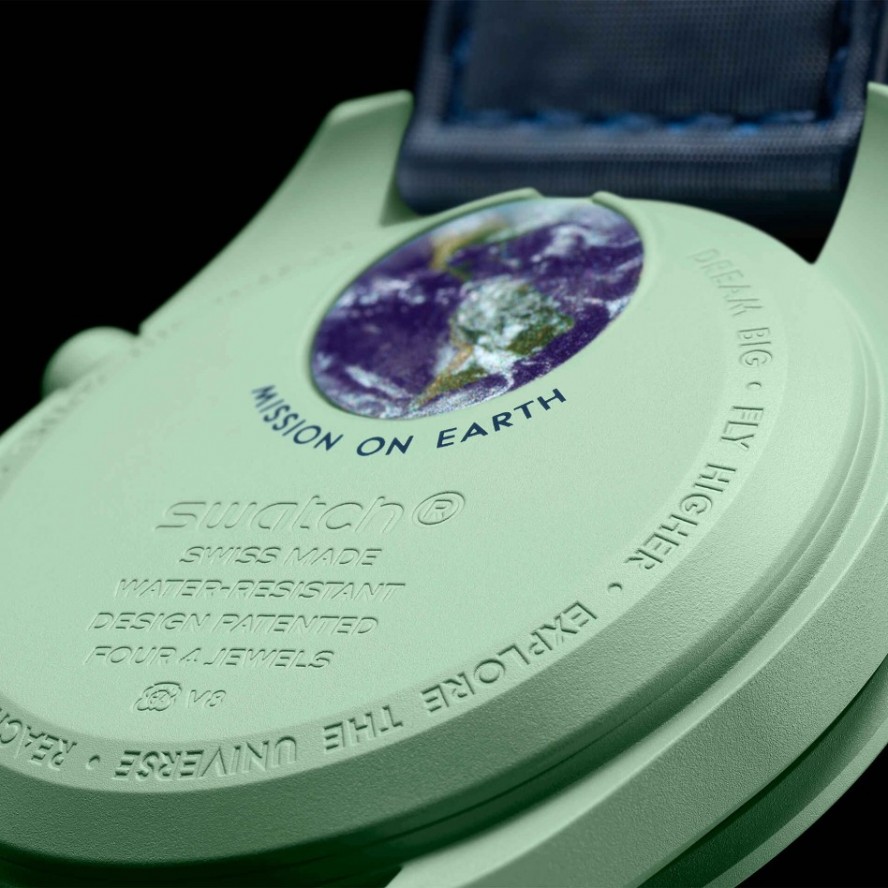 MISSION ON EARTH
swatch®
SWISS MADE
WATER-RESISTANT
DESIGN PATENTED
FOUR 4 JEWELS
V8
DREAM BIG • FLY HIGHER • EXPLORE THE UNIVERSE •